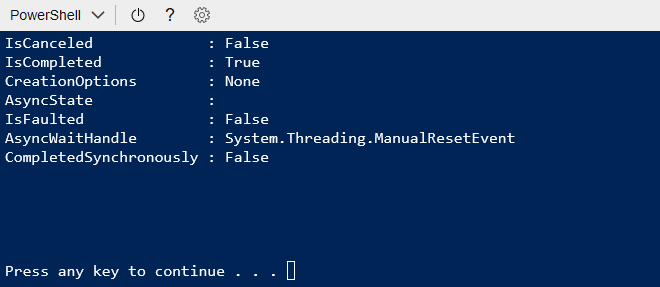 PowerShell ?
IsCanceled : False
IsCompleted : True
CreationOptions : None
AsyncState :
IsFaulted : False
AsyncWaitHandle : System.Threading.ManualResetEvent
CompletedSynchronously : False
Press any key to continue . . .